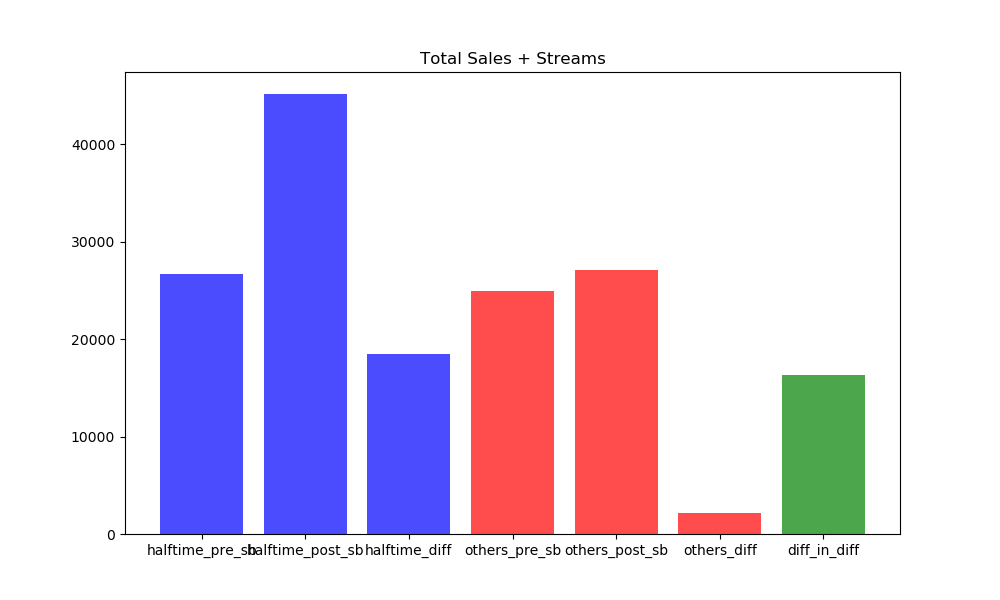 Total Sales + Streams
40000
30000
20000
10000
0
halftime_pre_sb halftime_post_sb halftime_diff others_pre_sb others_post_sb others_diff diff_in_diff